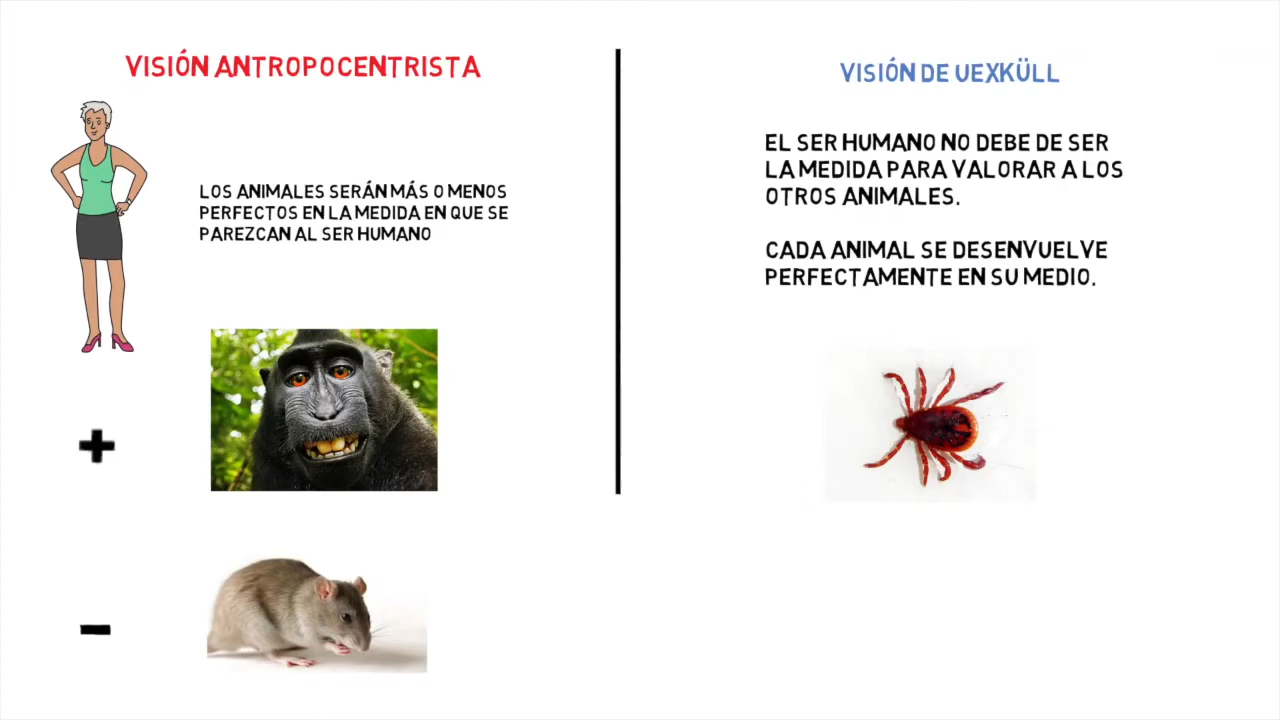 VISIÓN ANTROPOCENTRISTA
LOS ANIMALES SERÁN MÁS O MENOS
PERFECTOS EN LA MEDIDA EN QUE SE
PAREZCAN AL SER HUMANO
+
-
VISIÓN DE UEXKÜLL
EL SER HUMANO NO DEBE DE SER
LA MEDIDA PARA VALORAR A LOS
OTROS ANIMALES.
CADA ANIMAL SE DESENVUELVE
PERFECTAMENTE EN SU MEDIO.